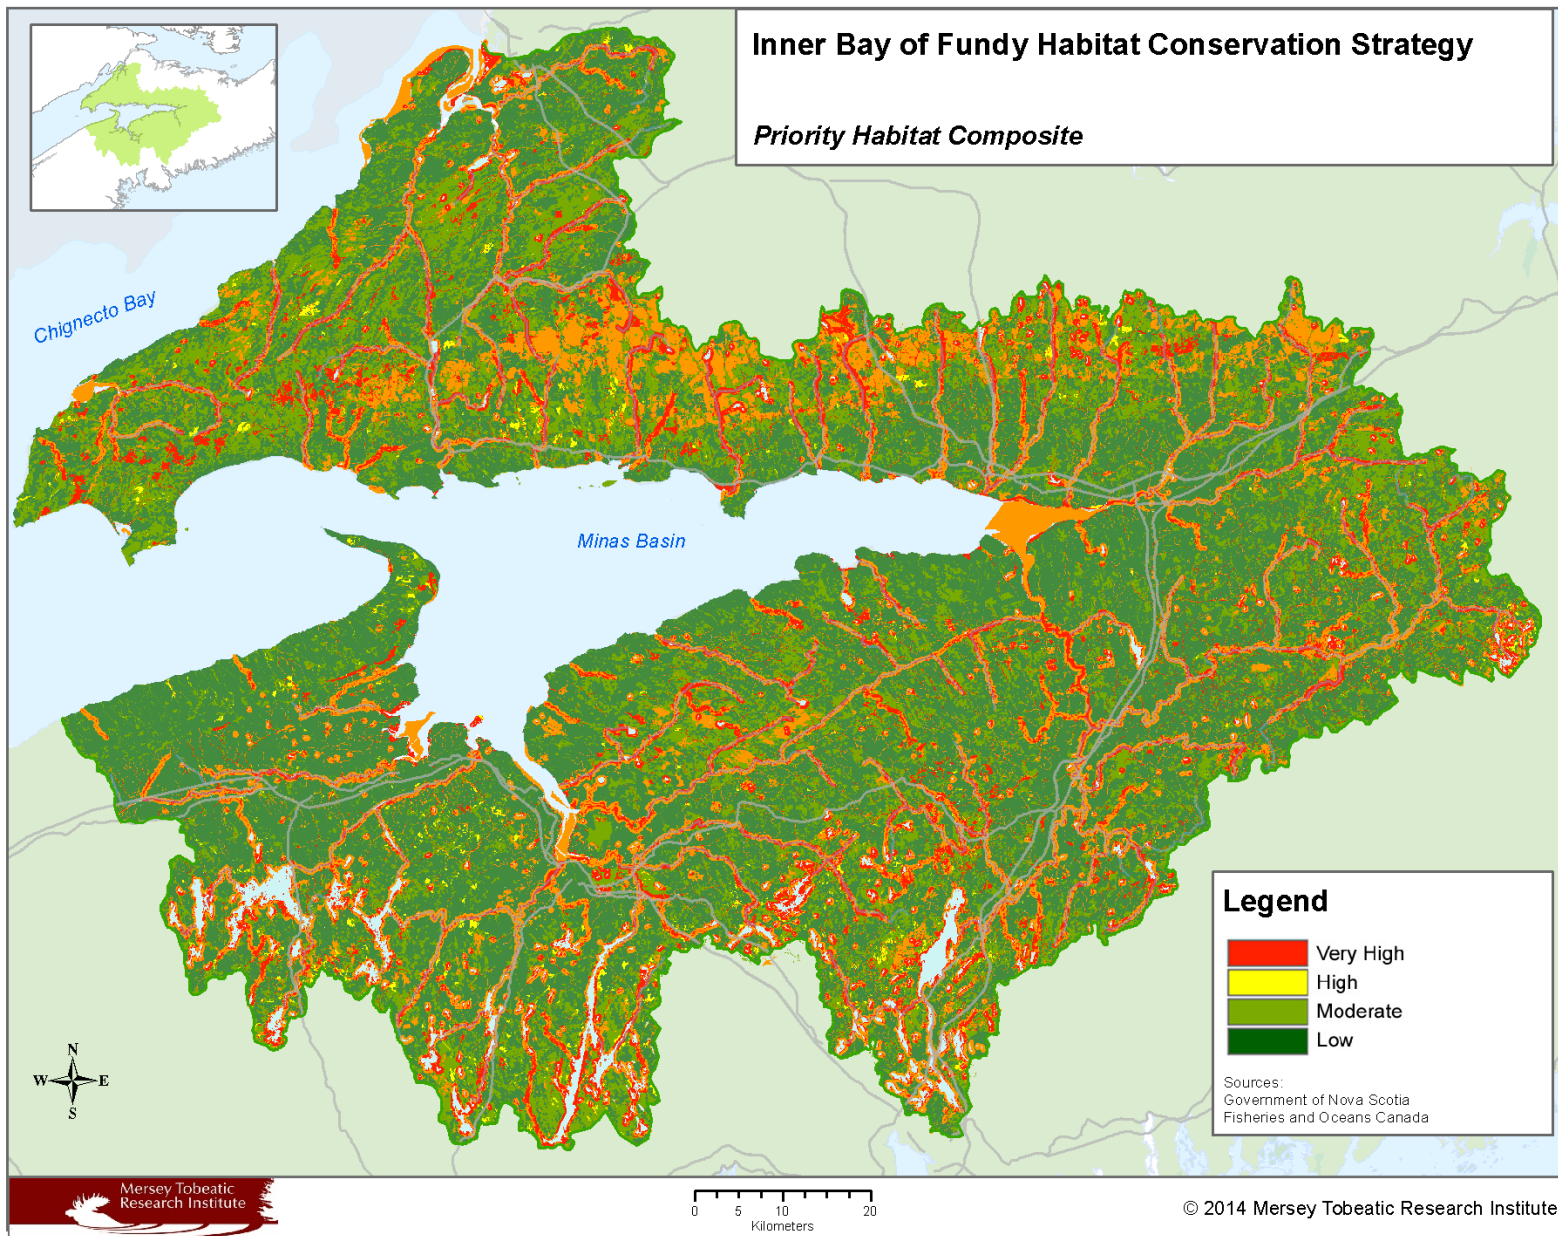 Inner Bay of Fundy Habitat Conservation Strategy
Priority Habitat Composite
Chignecto Bay
Minas Basin
Legend
Very High
High
Moderate
Low
Sources:
Government of Nova Scotia
Fisheries and Oceans Canada
N
W E
S
Mersey Tobeatic
Research Institute
0 5 10 20
Kilometers
© 2014 Mersey Tobeatic Research Institute